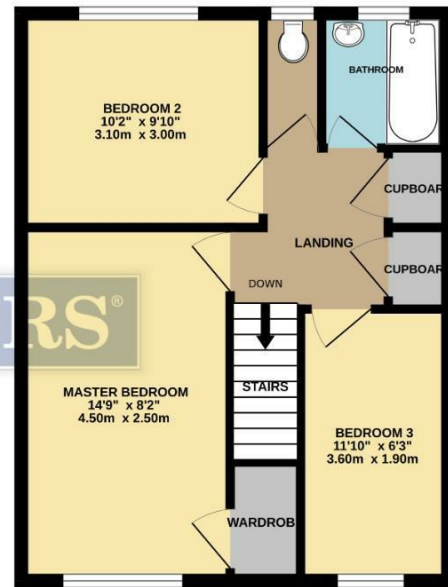 BEDROOM 2
10'2" x 9'10"
3.10m x 3.00m
BATHROOM
CUPBOAR
LANDING
CUPBOAR
DOWN
RS®
MASTER BEDROOM
14'9" x 8'2"
4.50m x 2.50m
STAIRS
BEDROOM 3
11'10" x 6'3"
3.60m x 1.90m
WARDROB